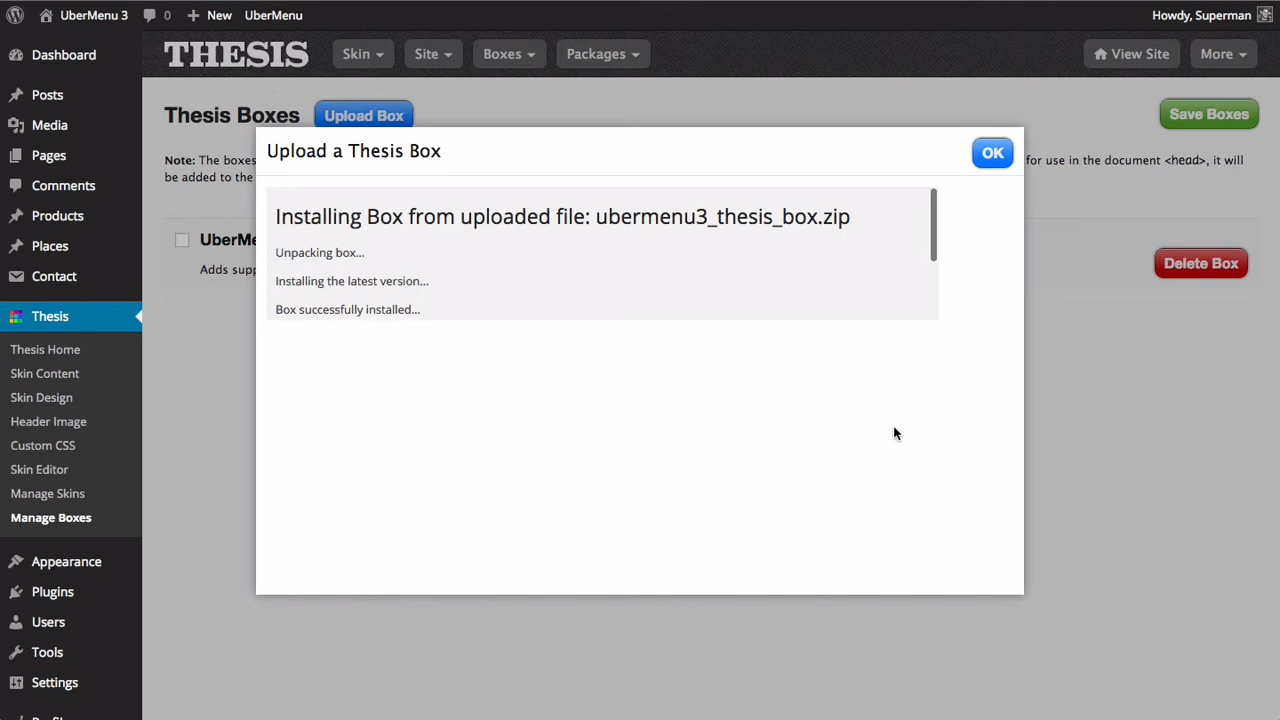 UberMenu 3
0
New
UberMenu
Howdy, Superman
Dashboard
Posts
Media
Pages
Comments
Products
Places
Contact
Thesis
Thesis Home
Skin Content
Skin Design
Header Image
Custom CSS
Skin Editor
Manage Skins
Manage Boxes
Appearance
Plugins
Users
Tools
Settings
THESIS
Skin
Site
Boxes
Packages
View Site
More
Thesis Boxes
Upload Box
Save Boxes
Note: The boxes
for use in the document <head>, it will
be added to the
Adds
Delete Box
Upload a Thesis Box
OK
Installing Box from uploaded file: ubermenu3_thesis_box.zip
Unpacking box...
Installing the latest version...
Box successfully installed...